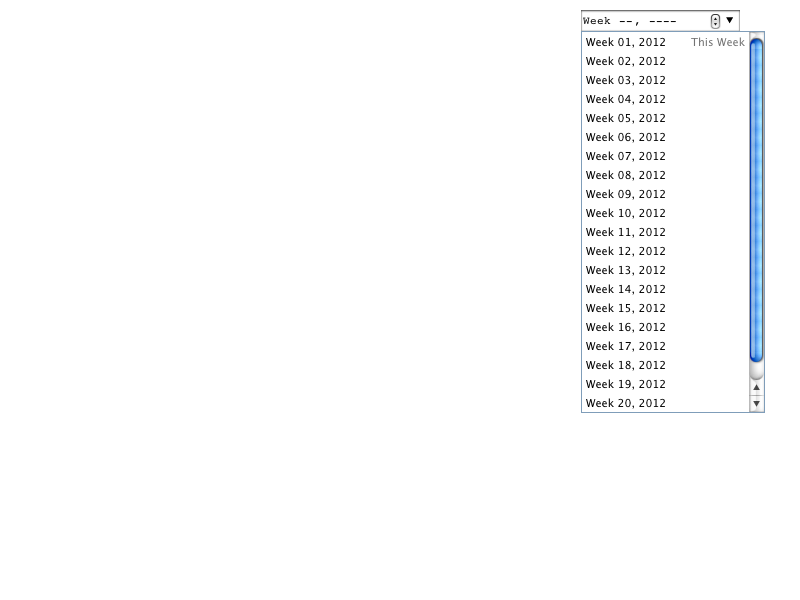 Week --, ----
Week 01, 2012 This Week
Week 02, 2012
Week 03, 2012
Week 04, 2012
Week 05, 2012
Week 06, 2012
Week 07, 2012
Week 08, 2012
Week 09, 2012
Week 10, 2012
Week 11, 2012
Week 12, 2012
Week 13, 2012
Week 14, 2012
Week 15, 2012
Week 16, 2012
Week 17, 2012
Week 18, 2012
Week 19, 2012
Week 20, 2012